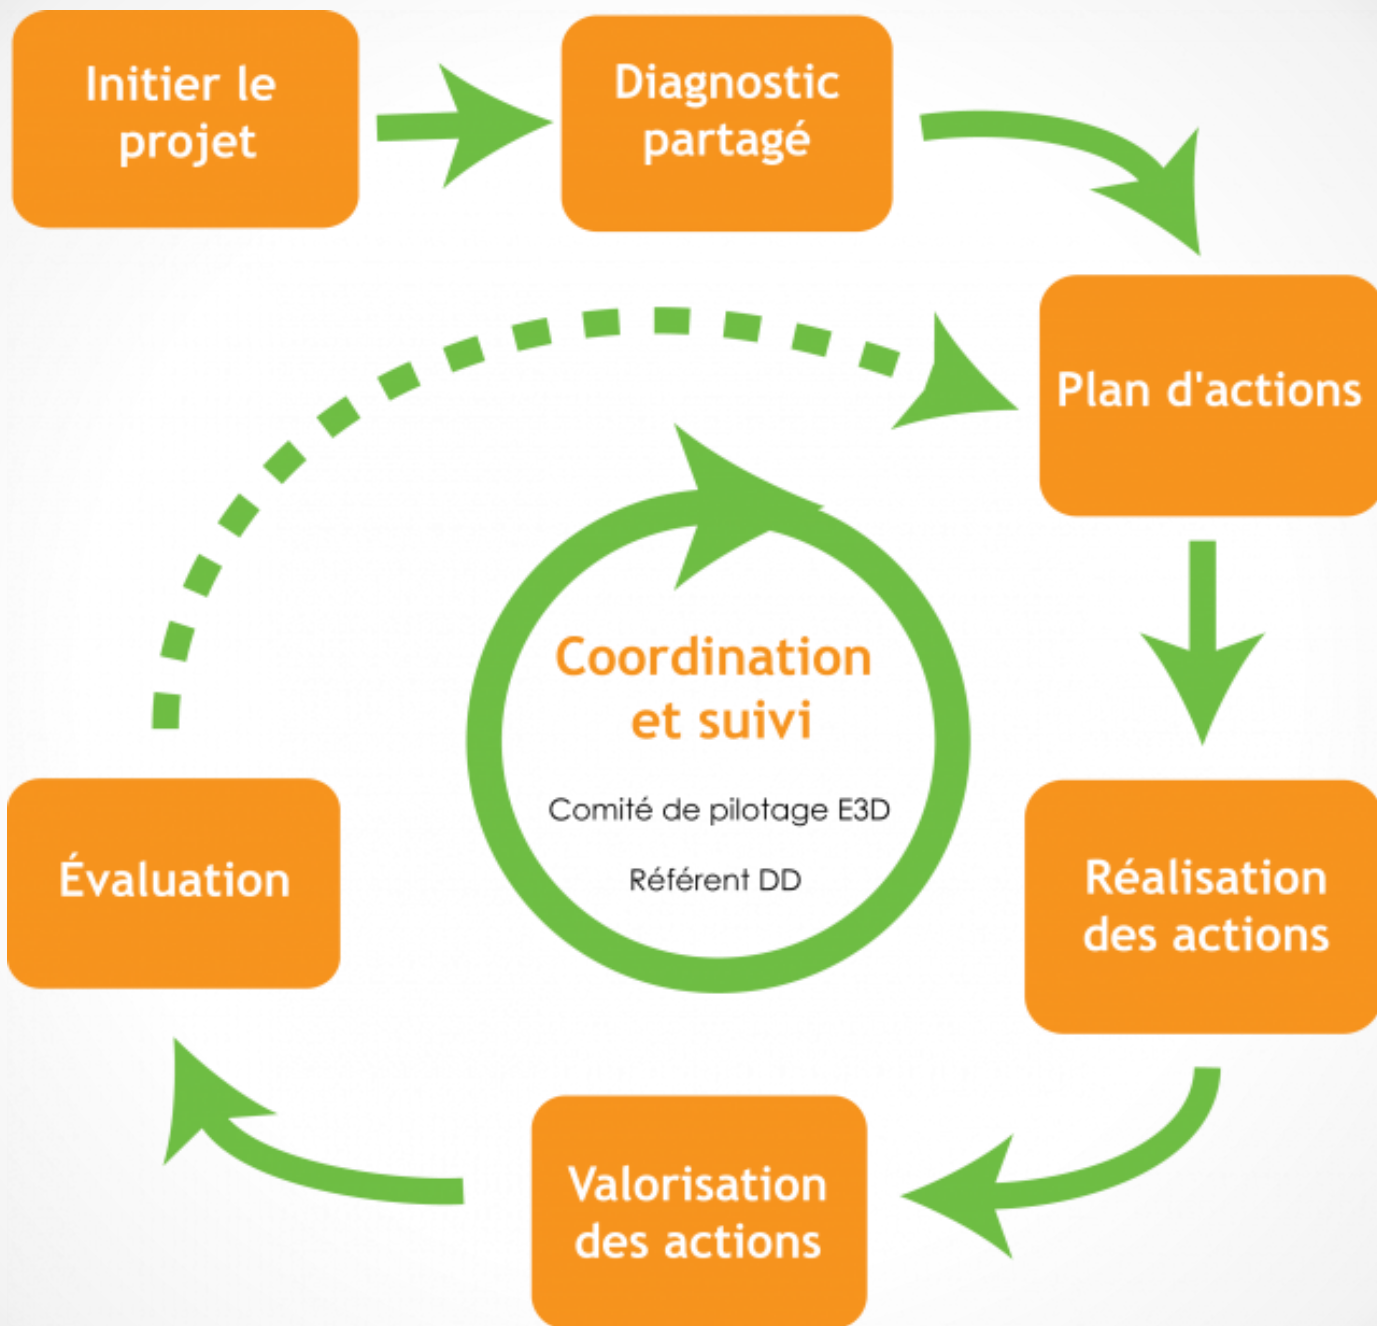 Initier le
projet
Diagnostic
partagé
Plan d'actions
Coordination
et suivi
Comité de pilotage E3D
Référent DD
Réalisation
des actions
Valorisation
des actions
Évaluation